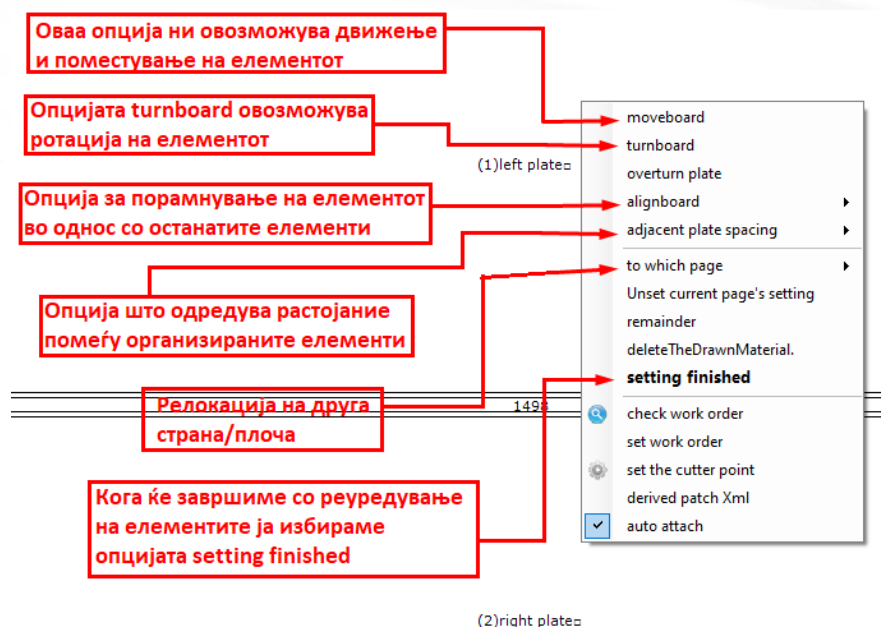 Оваа опција ни овозможува движење
и поместување на елементот
Опцијата turnboard овозможува
ротација на елементот
(1)left plate
Опција за порамнување на елементот
во однос со останатите елементи
Опција што одредува растојание
помеѓу организираните елементи
Релокација на друга
страна/плоча
1498
Кога ќе завршиме со реуредување
на елементите ја избираме
опцијата setting finished
(2)right plate
moveboard
turnboard
overturn plate
alignboard
adjacent plate spacing
to which page
Unset current page's setting
remainder
deleteTheDrawnMaterial.
setting finished
check work order
set work order
set the cutter point
derived patch Xml
auto attach